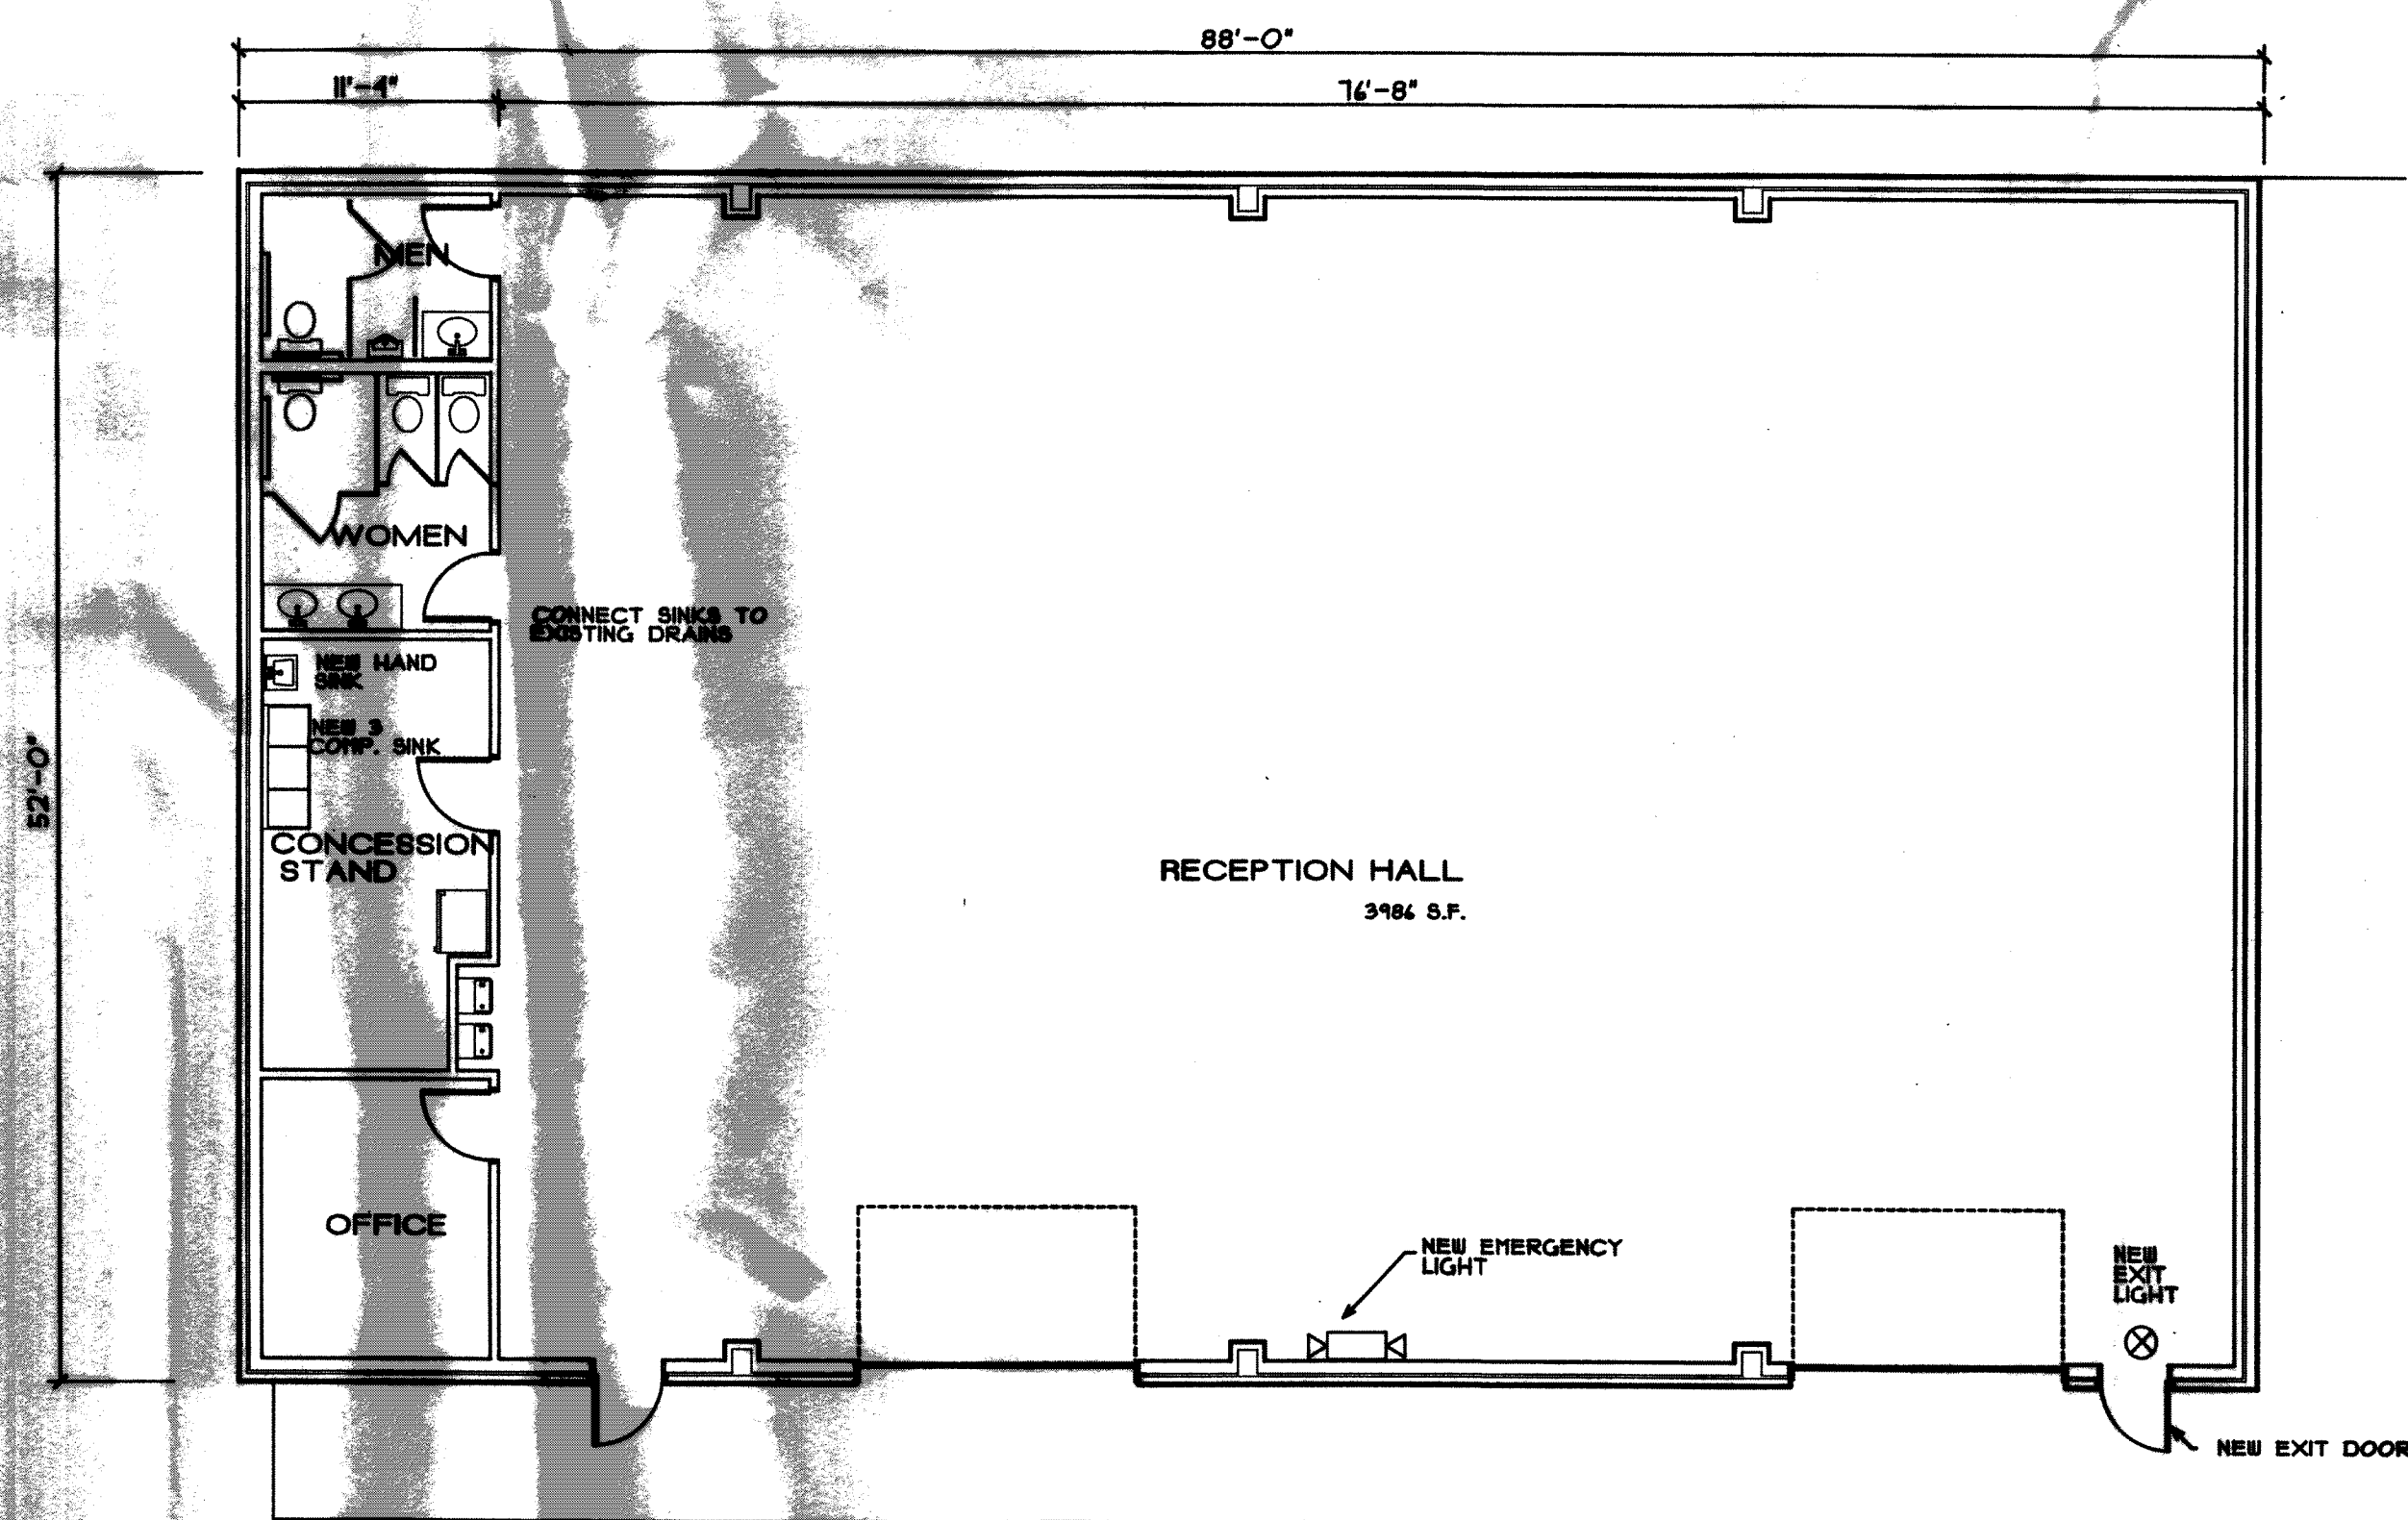 88'-0"
11'-4"
76'-8"
MEN
WOMEN
CONNECT SINKS TO
EXISTING DRAINS
NEW HAND
SINK
NEW 3
COMP. SINK
52'-0"
CONCESSION
STAND
RECEPTION HALL
3986 S.F.
OFFICE
NEW EMERGENCY
LIGHT
NEW
EXIT
LIGHT
NEW EXIT DOOR